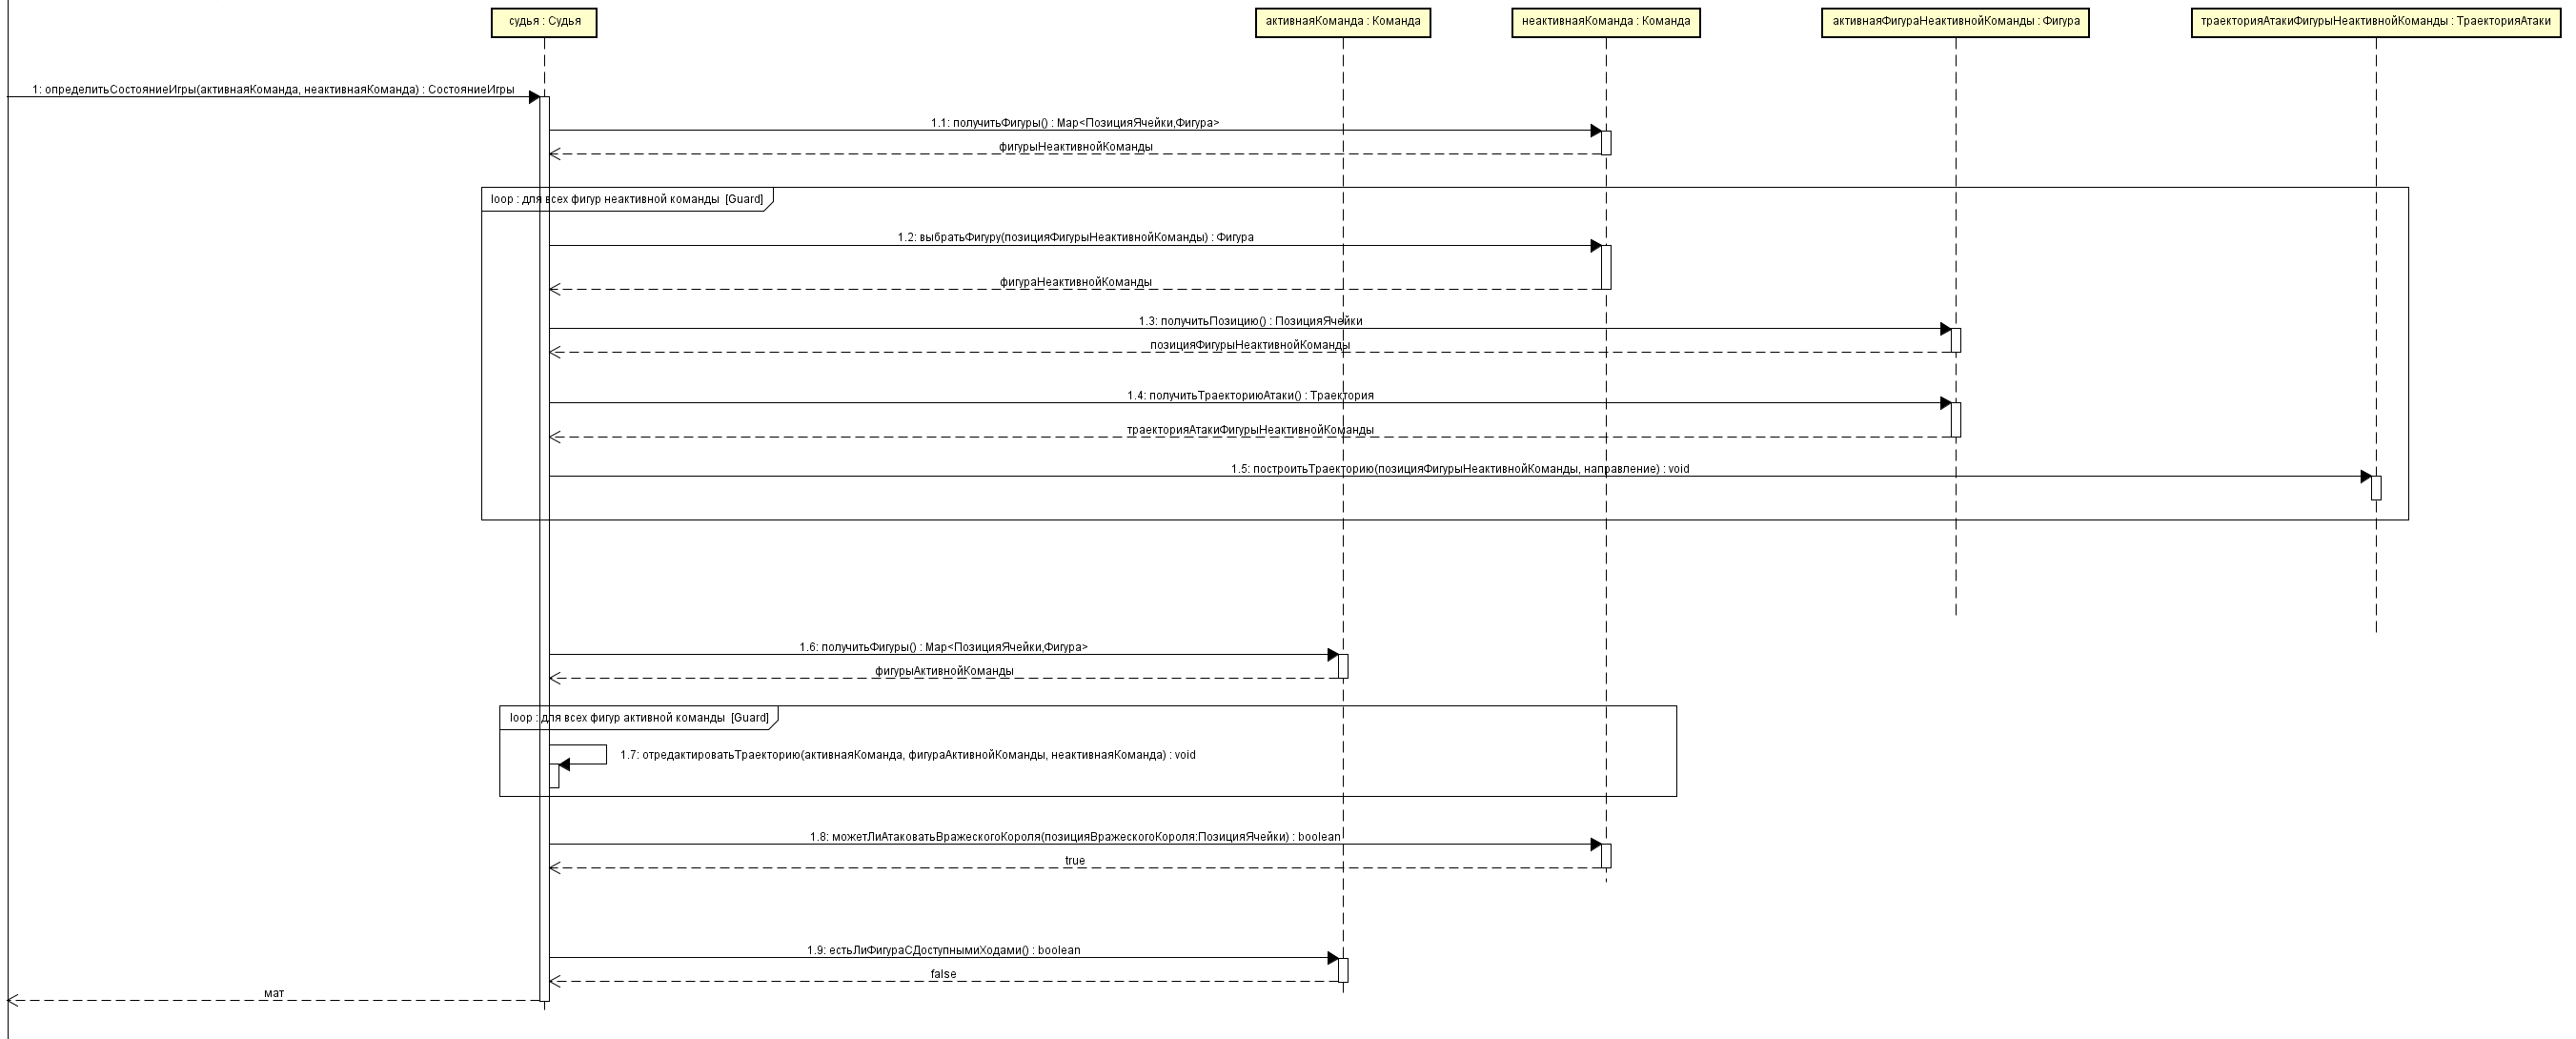 судья : Судья
активнаяКоманда : Команда
неактивнаяКоманда : Команда
активнаяФигураНеактивнойКоманды : Фигура
траекторияАтакиФигурыНеактивнойКоманды : ТраекторияАтаки
1: определитьСостояниеИгры(активнаяКоманда, неактивнаяКоманда) : СостояниеИгры
1.1: получитьФигуры() : Map<ПозицияЯчейки,Фигура>
фигурыНеактивнойКоманды
loop : для всех фигур неактивной команды [Guard]
1.2: выбратьФигуру(позицияФигурыНеактивнойКоманды) : Фигура
фигураНеактивнойКоманды
1.3: получитьПозицию() : ПозицияЯчейки
позицияФигурыНеактивнойКоманды
1.4: получитьТраекториюАтаки() : Траектория
траекторияАтакиФигурыНеактивнойКоманды
1.5: построитьТраекторию(позицияФигурыНеактивнойКоманды, направление) : void
1.6: получитьФигуры() : Map<ПозицияЯчейки,Фигура>
фигурыАктивнойКоманды
loop : для всех фигур активной команды [Guard]
1.7: отредактироватьТраекторию(активнаяКоманда, фигураАктивнойКоманды, неактивнаяКоманда) : void
1.8: можетЛиАтаковатьВражескогоКороля(позицияВражескогоКороля:ПозицияЯчейки) : boolean
true
1.9: естьЛиФигураСДоступнымиХодами() : boolean
false
мат